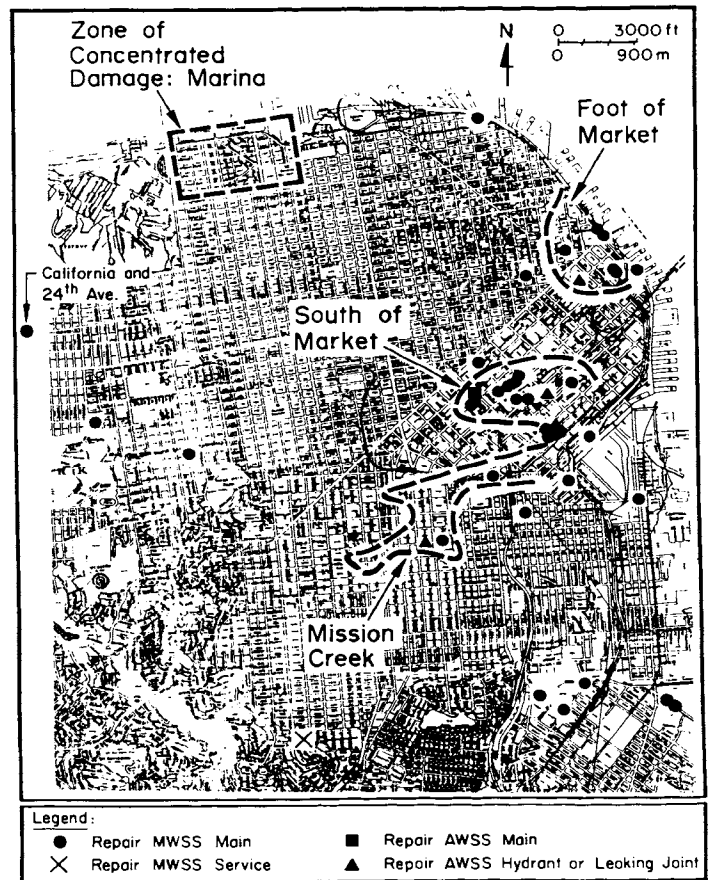 Zone of
Concentrated
Damage: Marina
N
0 3000 ft
0 900 m
Foot of
Market
California and
24th Ave.
South of
Market
Mission
Creek
Legend:
Repair MWSS Main
Repair AWSS Main
Repair MWSS Service
Repair AWSS Hydrant or Leaking Joint